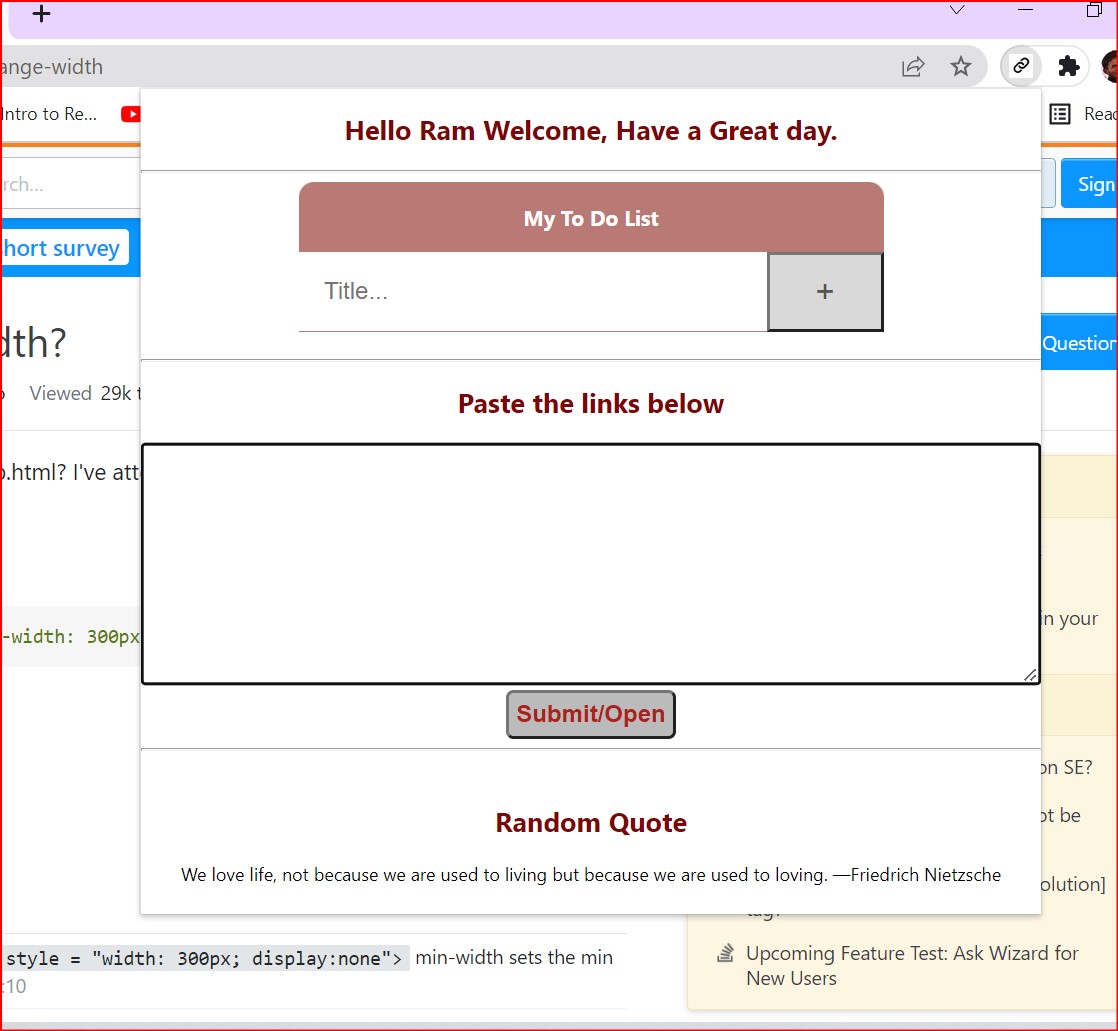 ange-width
Intro to Re...
Hello Ram Welcome, Have a Great day.
rch...
Sign
My To Do List
hort survey
Title...
+
dth?
Question
Viewed 29k
Paste the links below
.html? I've
in your
-width: 300px
Submit/Open
on SE?
Random Quote
be
We love life, not because we are used to living but because we are used to loving. —Friedrich Nietzsche
olution]
Upcoming Feature Test: Ask Wizard for
New Users
style = "width: 300px; display:none"> min-width sets the min
:10